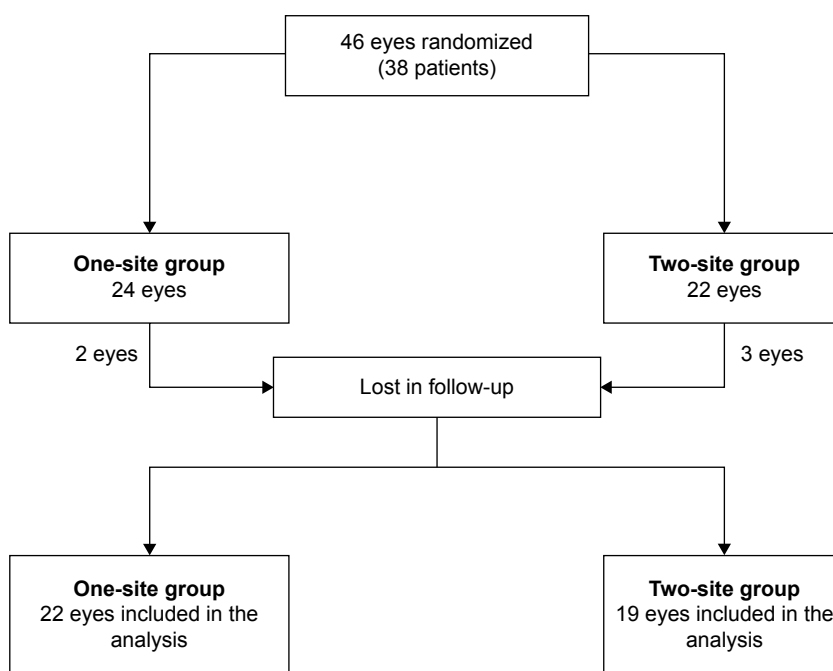 46 eyes randomized
(38 patients)
One-site group
24 eyes
Two-site group
22 eyes
2 eyes
3 eyes
Lost in follow-up
One-site group
22 eyes included in the
analysis
Two-site group
19 eyes included in the
analysis